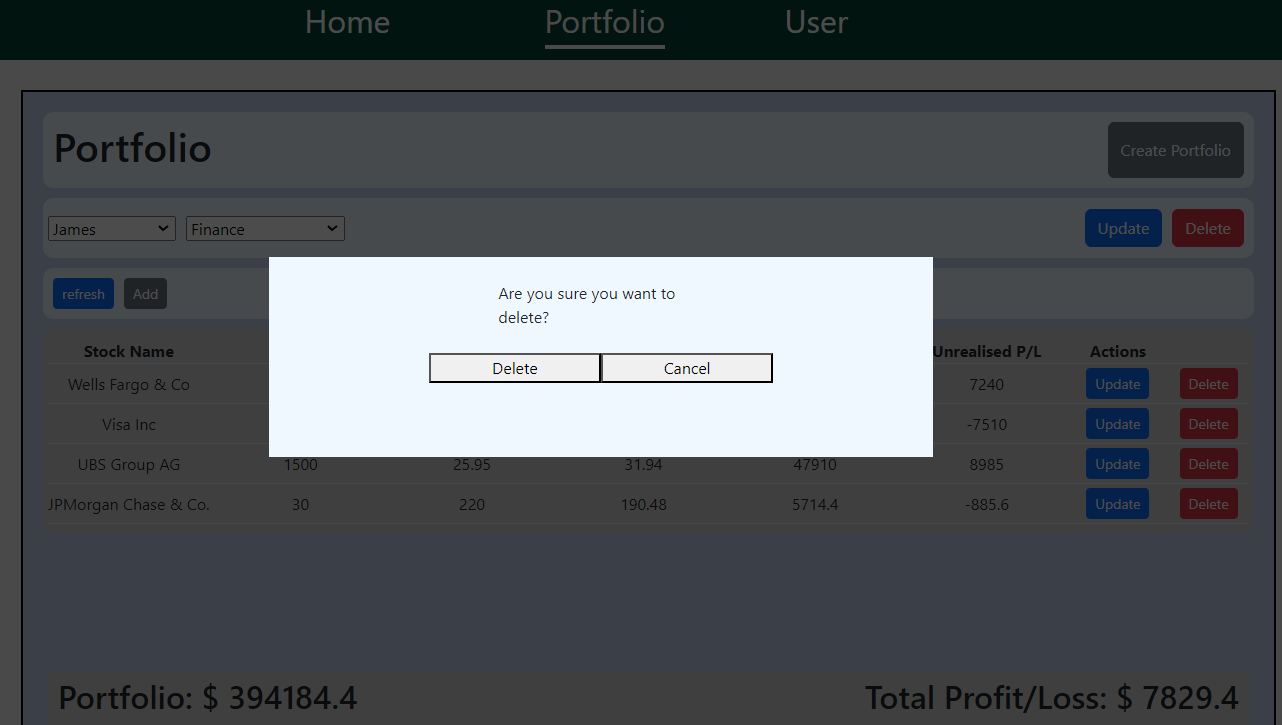 Home Portfolio User
Portfolio Create Portfolio
James Finance Update Delete
refresh Add
Are you sure you want to
delete?
Delete Cancel
Stock Name Unrealised P/L Actions
Wells Fargo & Co 7240 Update Delete
Visa Inc -7510 Update Delete
UBS Group AG 1500 25.95 31.94 47910 8985 Update Delete
JPMorgan Chase & Co. 30 220 190.48 5714.4 -885.6 Update Delete
Portfolio: $ 394184.4 Total Profit/Loss: $ 7829.4